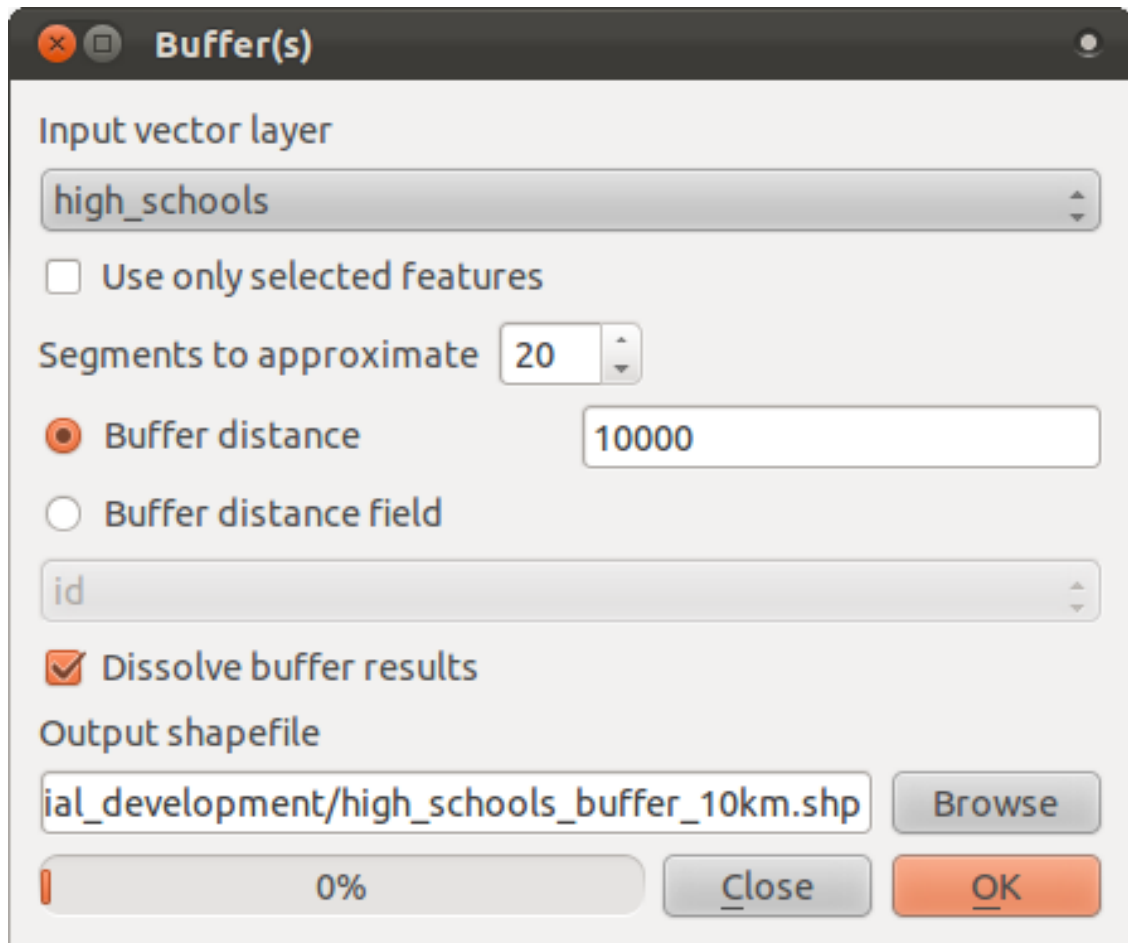 Buffer(s)
Input vector layer
high_schools
Use only selected features
Segments to approximate 20
Buffer distance 10000
Buffer distance field
id
Dissolve buffer results
Output shapefile
ial_development/high_schools_buffer_10km.shp Browse
0% Close OK